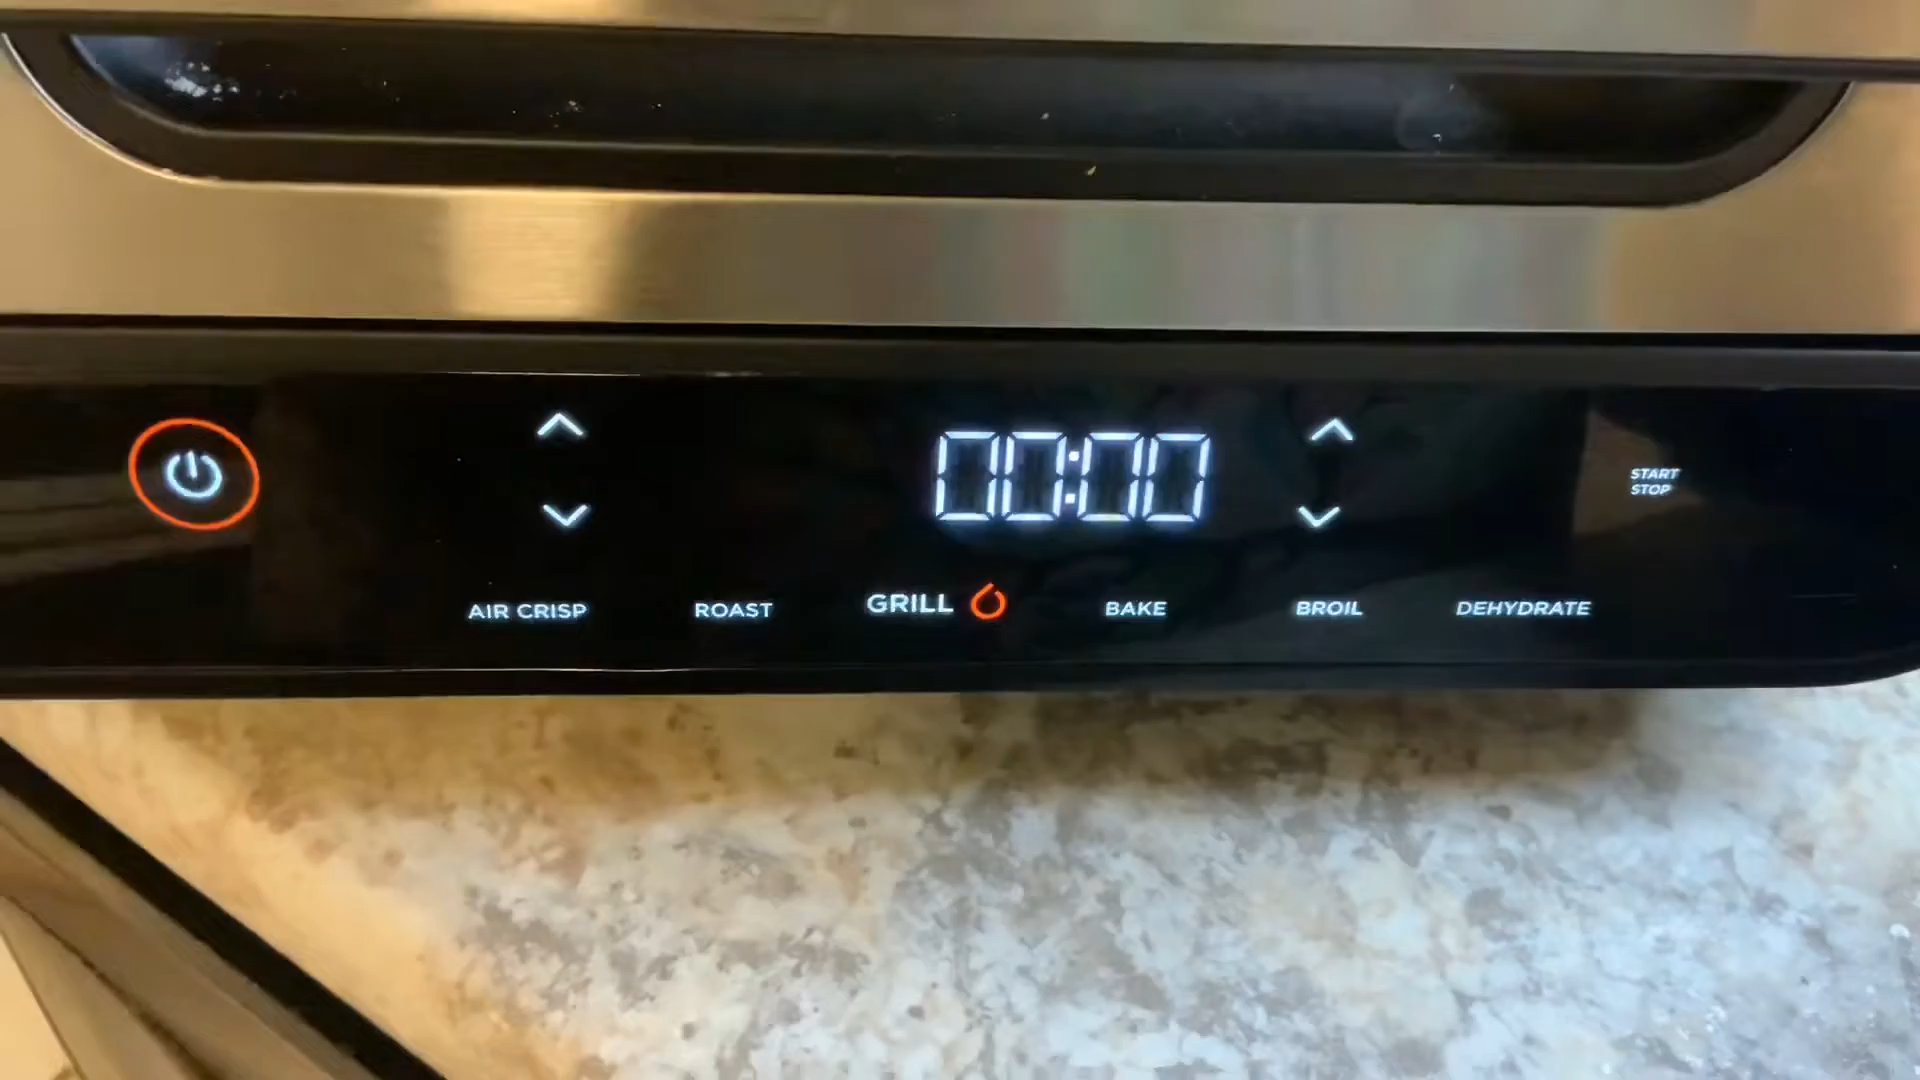 00:00
START
STOP
AIR CRISP
ROAST
GRILL
BAKE
BROIL
DEHYDRATE